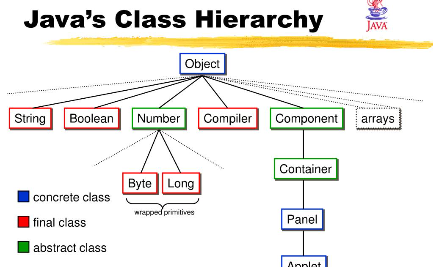 Java's Class Hierarchy
JAVA
Object
String Boolean Number Compiler Component arrays
Container
Byte Long
wrapped primitives
concrete class
Panel
final class
abstract class
Applet